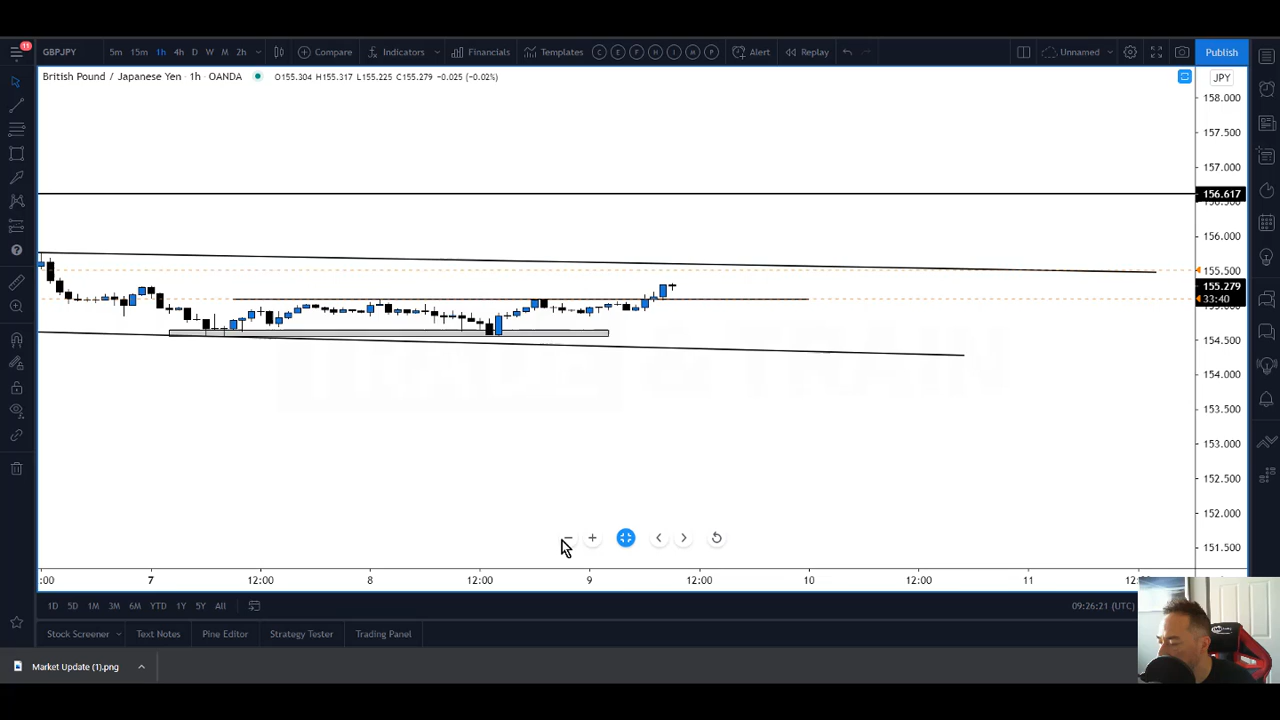 11
GBPJPY 5m 15m 1h 4h D W M 2h Compare Indicators Financials Templates C E F H I H M P Alert Replay Unnamed Publish
British Pound / Japanese Yen · 1h · OANDA O155.304 H155.317 L155.225 C155.279 −0.025 (−0.02%)
JPY
158.000
157.500
157.000
156.617
156.000
155.500
155.279
33:40
154.500
154.000
153.500
153.000
152.500
152.000
151.500
:00 7 12:00 8 12:00 9 12:00 10 12:00 11
1D 5D 1M 3M 6M YTD 1Y 5Y All 09:26:21 (UTC)
Stock Screener Text Notes Pine Editor Strategy Tester Trading Panel
Market Update (1).png